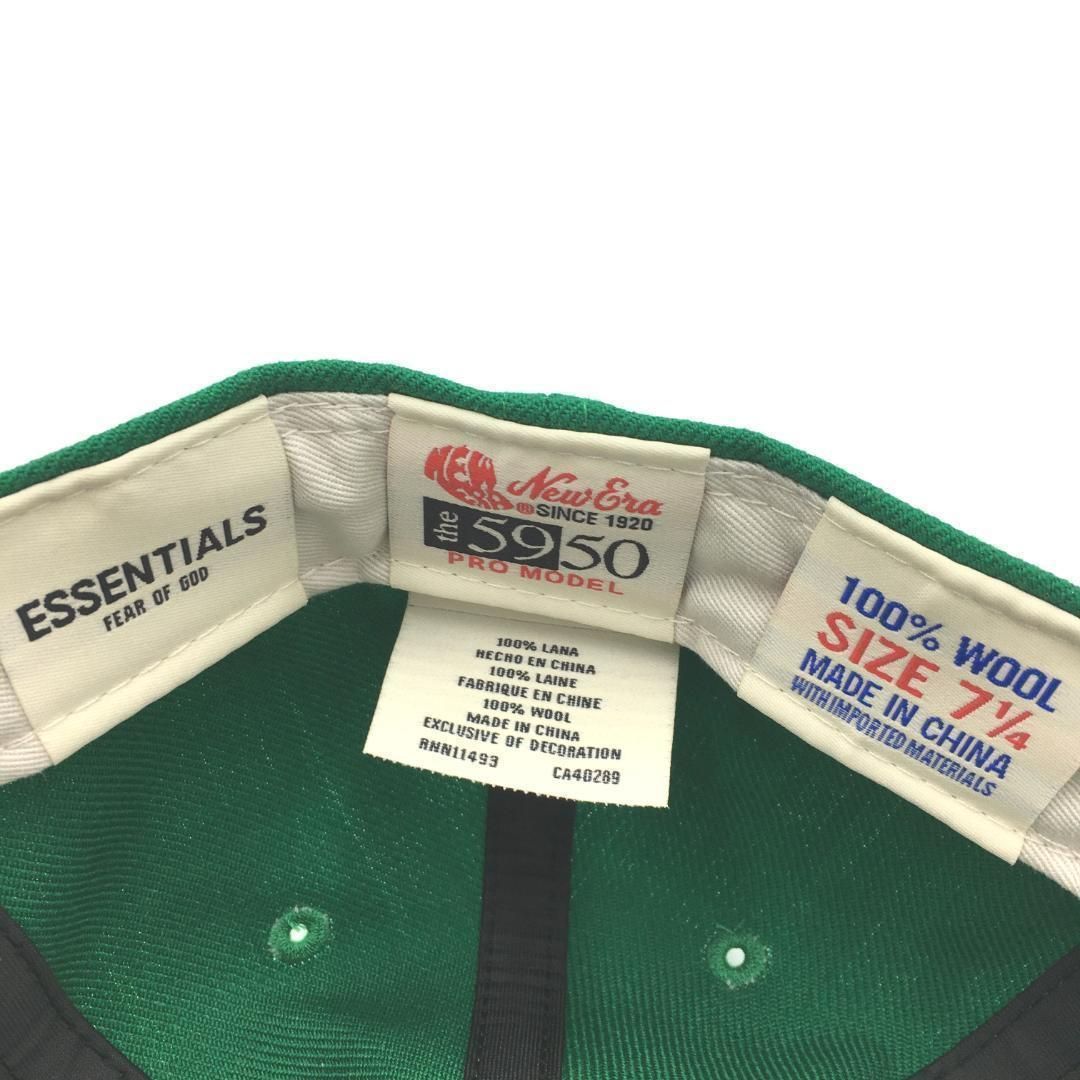 ESSENTIALS
FEAR OF GOD
NEW ERA
New Era
® SINCE 1920
the 5950
PRO MODEL
100% LANA
HECHO EN CHINA
100% LAINE
FABRIQUE EN CHINE
100% WOOL
MADE IN CHINA
EXCLUSIVE OF DECORATION
RNN11493 CA40289
100% WOOL
SIZE 7¼
MADE IN CHINA
WITH IMPORTED MATERIALS